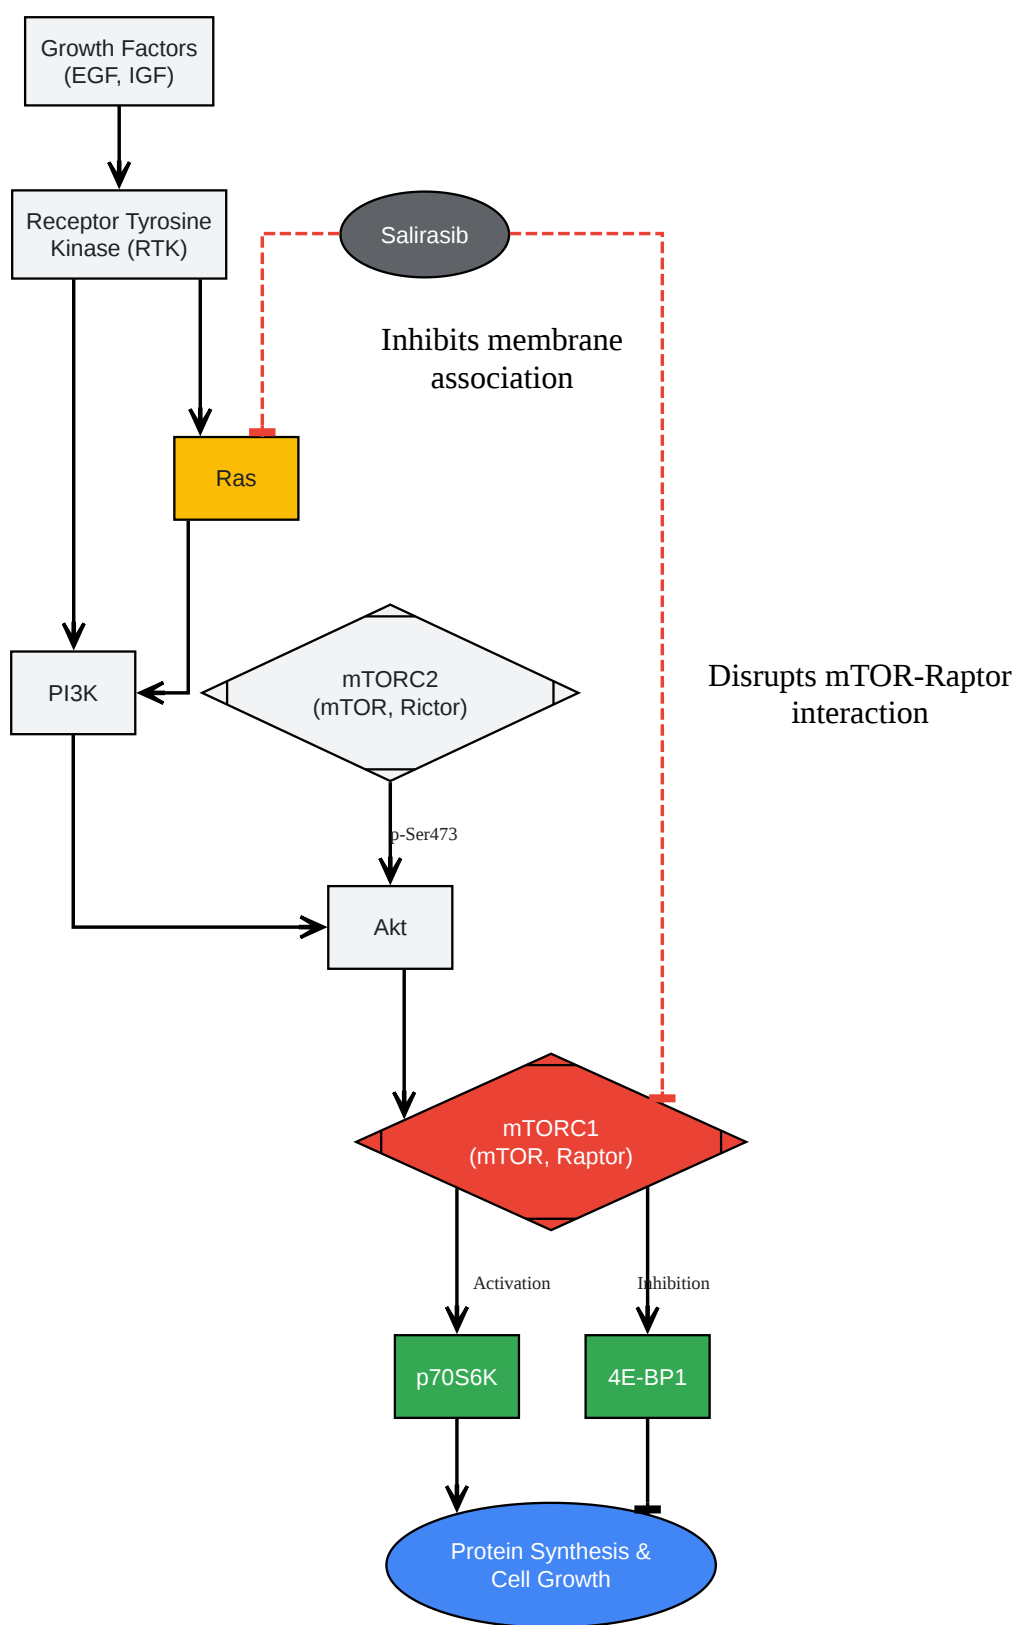 Growth Factors
(EGF, IGF)
Receptor Tyrosine
Kinase (RTK)
Salirasib
Inhibits membrane
association
Ras
PI3K
mTORC2
(mTOR, Rictor)
Disrupts mTOR-Raptor
interaction
p-Ser473
Akt
mTORC1
(mTOR, Raptor)
Activation
Inhibition
p70S6K
4E-BP1
Protein Synthesis &
Cell Growth